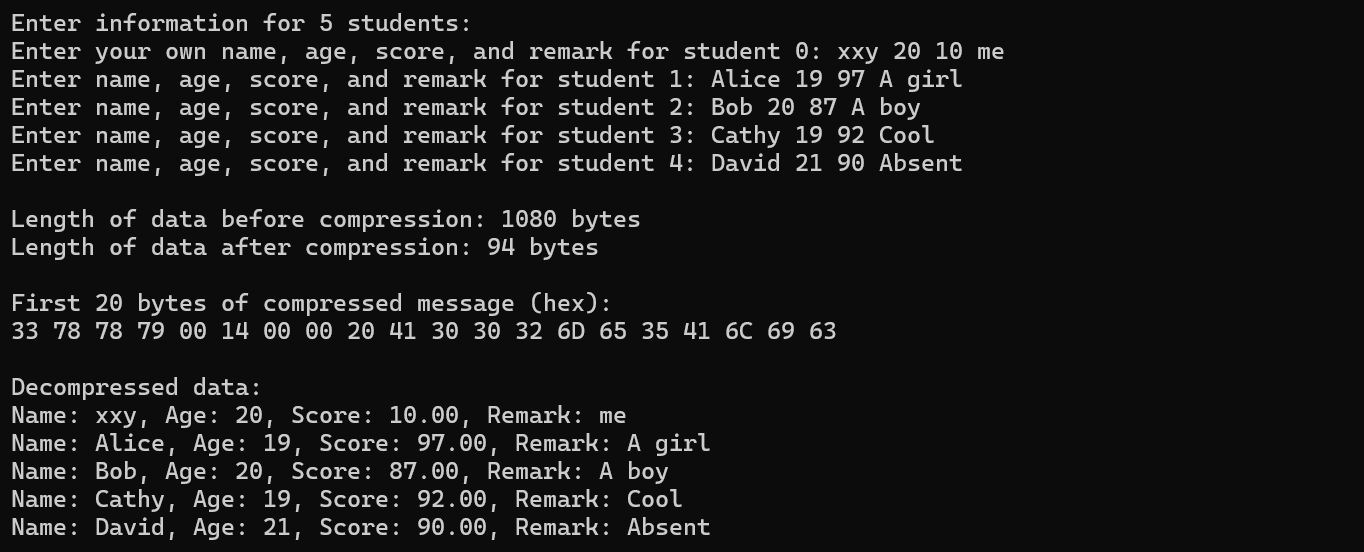 Enter information for 5 students:
Enter your own name, age, score, and remark for student 0: xxy 20 10 me
Enter name, age, score, and remark for student 1: Alice 19 97 A girl
Enter name, age, score, and remark for student 2: Bob 20 87 A boy
Enter name, age, score, and remark for student 3: Cathy 19 92 Cool
Enter name, age, score, and remark for student 4: David 21 90 Absent
Length of data before compression: 1080 bytes
Length of data after compression: 94 bytes
First 20 bytes of compressed message (hex):
33 78 78 79 00 14 00 00 20 41 30 30 32 6D 65 35 41 6C 69 63
Decompressed data:
Name: xxy, Age: 20, Score: 10.00, Remark: me
Name: Alice, Age: 19, Score: 97.00, Remark: A girl
Name: Bob, Age: 20, Score: 87.00, Remark: A boy
Name: Cathy, Age: 19, Score: 92.00, Remark: Cool
Name: David, Age: 21, Score: 90.00, Remark: Absent